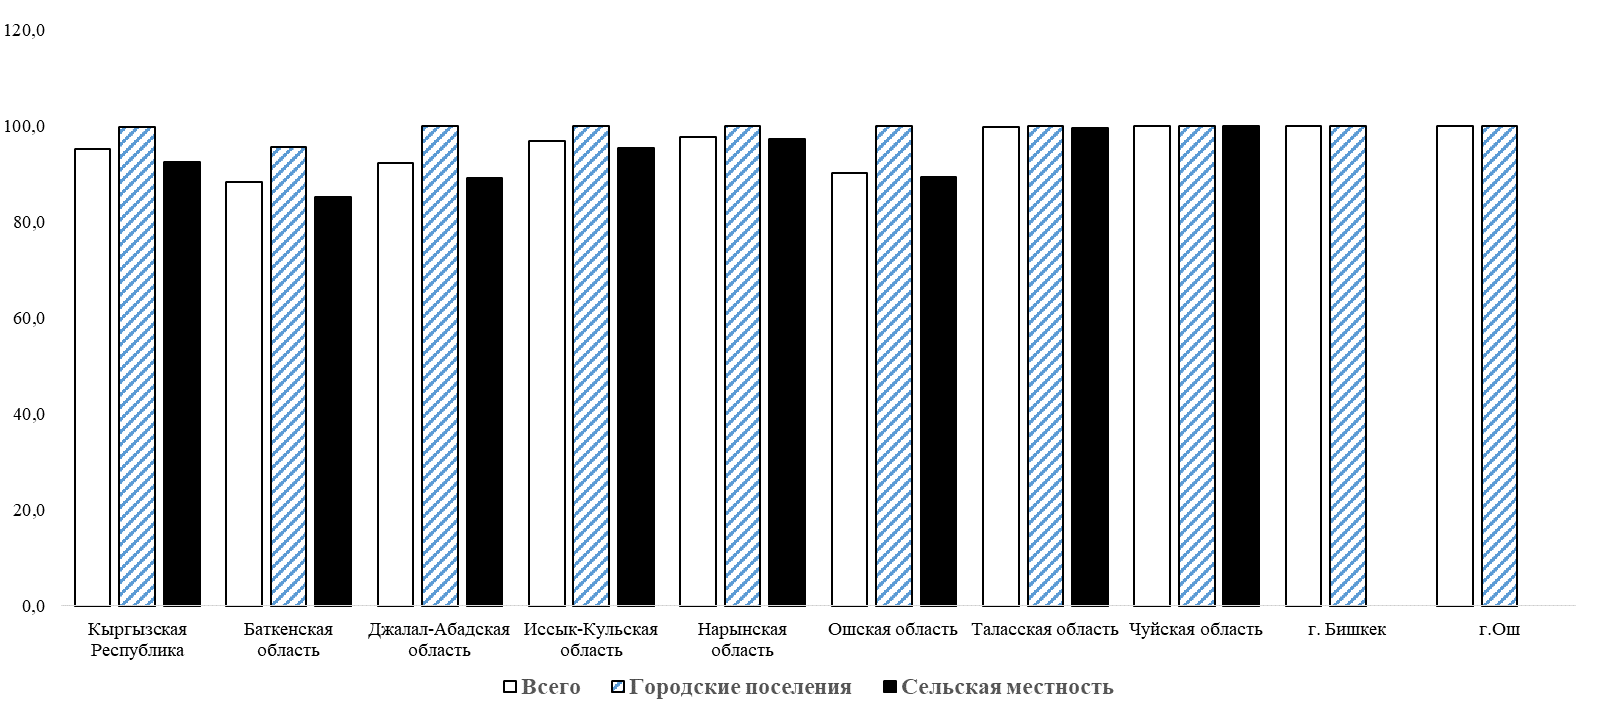 120,0
100,0
80,0
60,0
40,0
20,0
0,0
Кыргызская
Республика
Баткенская
область
Джалал-Абадская
область
Иссык-Кульская
область
Нарынская
область
Ошская область
Таласская область
Чуйская область
г. Бишкек
г.Ош
Всего
Городские поселения
Сельская местность